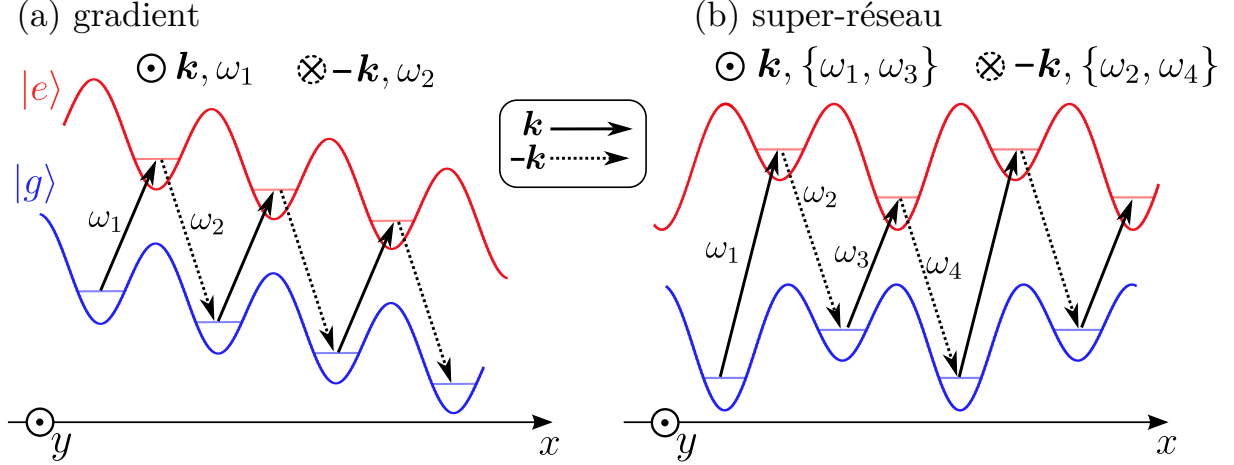 (a) gradient
k, ω₁ –k, ω₂
|e⟩
|g⟩
ω₁
ω₂
y
x
k
–k
(b) super-réseau
k, {ω₁, ω₃} –k, {ω₂, ω₄}
ω₁
ω₂
ω₃
ω₄
y
x